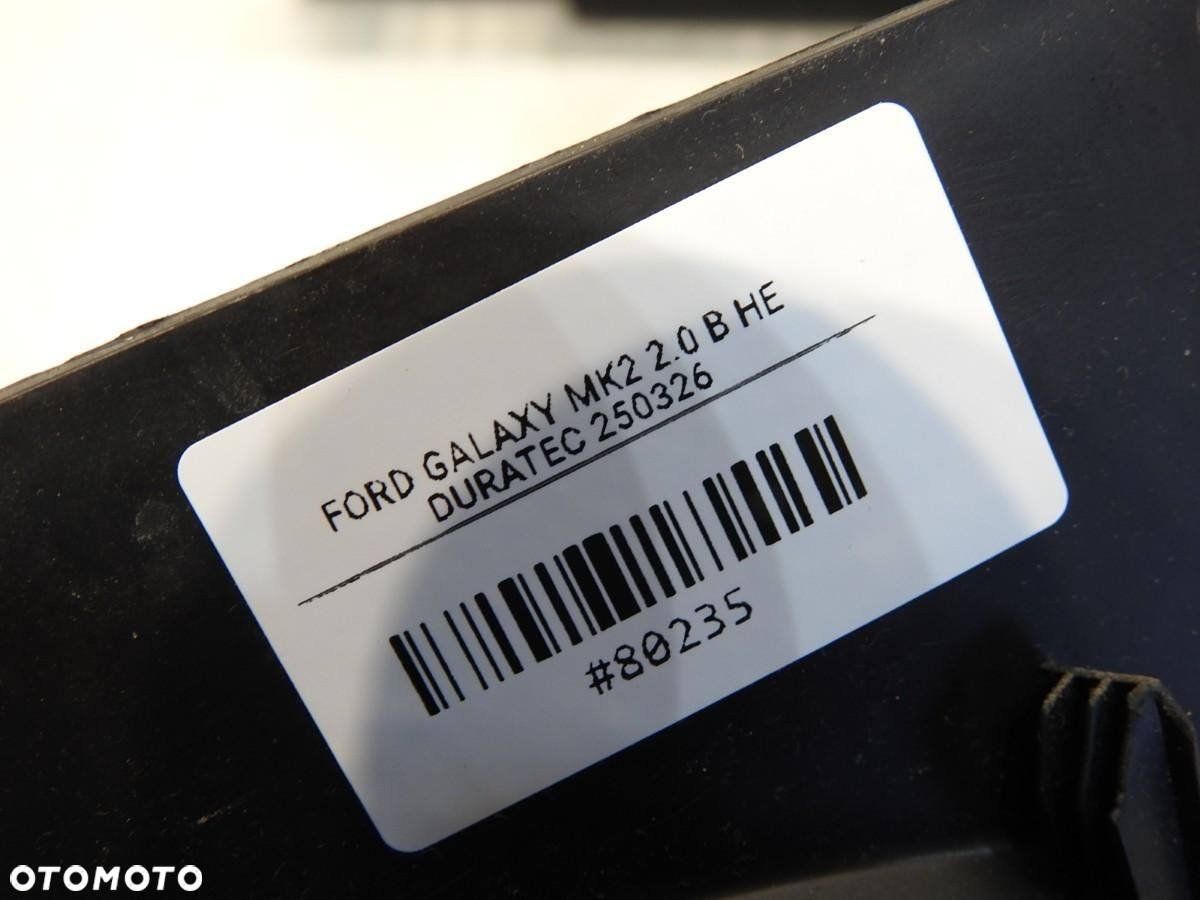 FORD GALAXY MK2 2.0 B HE
DURATEC 250326
#80235
OTOMOTO